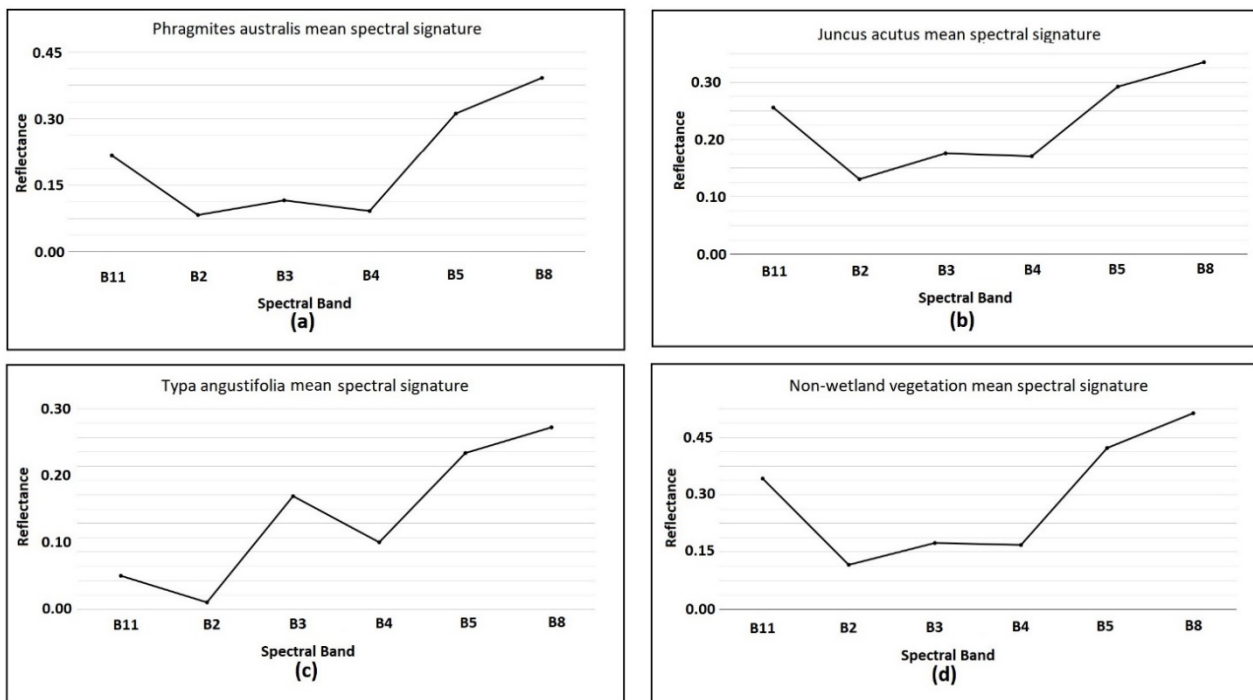 Phragmites australis mean spectral signature
0.45
0.30
0.15
0.00
Reflectance
B11 B2 B3 B4 B5 B8
Spectral Band
(a)
Juncus acutus mean spectral signature
0.30
0.20
0.10
0.00
Reflectance
B11 B2 B3 B4 B5 B8
Spectral Band
(b)
Typa angustifolia mean spectral signature
0.30
0.20
0.10
0.00
Reflectance
B11 B2 B3 B4 B5 B8
Spectral Band
(c)
Non-wetland vegetation mean spectral signature
0.45
0.30
0.15
0.00
Reflectance
B11 B2 B3 B4 B5 B8
Spectral Band
(d)